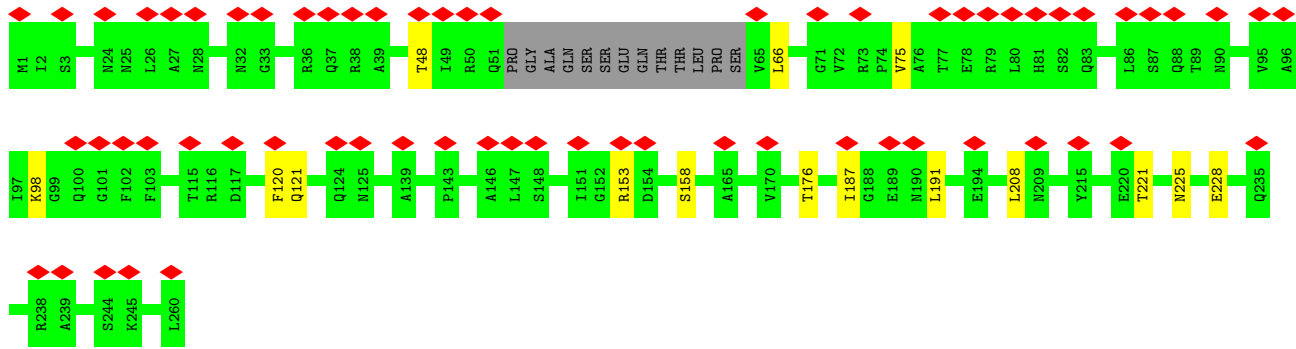 M1 I2 S3 N24 N25 L26 A27 N28 N32 G33 R36 Q37 R38 A39 T48 I49 R50 Q51 PRO GLY ALA GLN SER SER GLU GLN THR THR LEU PRO SER V65 L66 G71 V72 R73 P74 V75 A76 T77 E78 R79 L80 H81 S82 Q83 L86 S87 Q88 T89 N90 V95 A96
I97 K98 G99 Q100 G101 F102 F103 T115 R116 D117 F120 Q121 Q124 N125 A139 P143 A146 L147 S148 I151 G152 R153 D154 S158 A165 V170 T176 I187 G188 E189 N190 L191 E194 L208 N209 Y215 E220 T221 N225 E228 Q235
R238 A239 S244 K245 L260